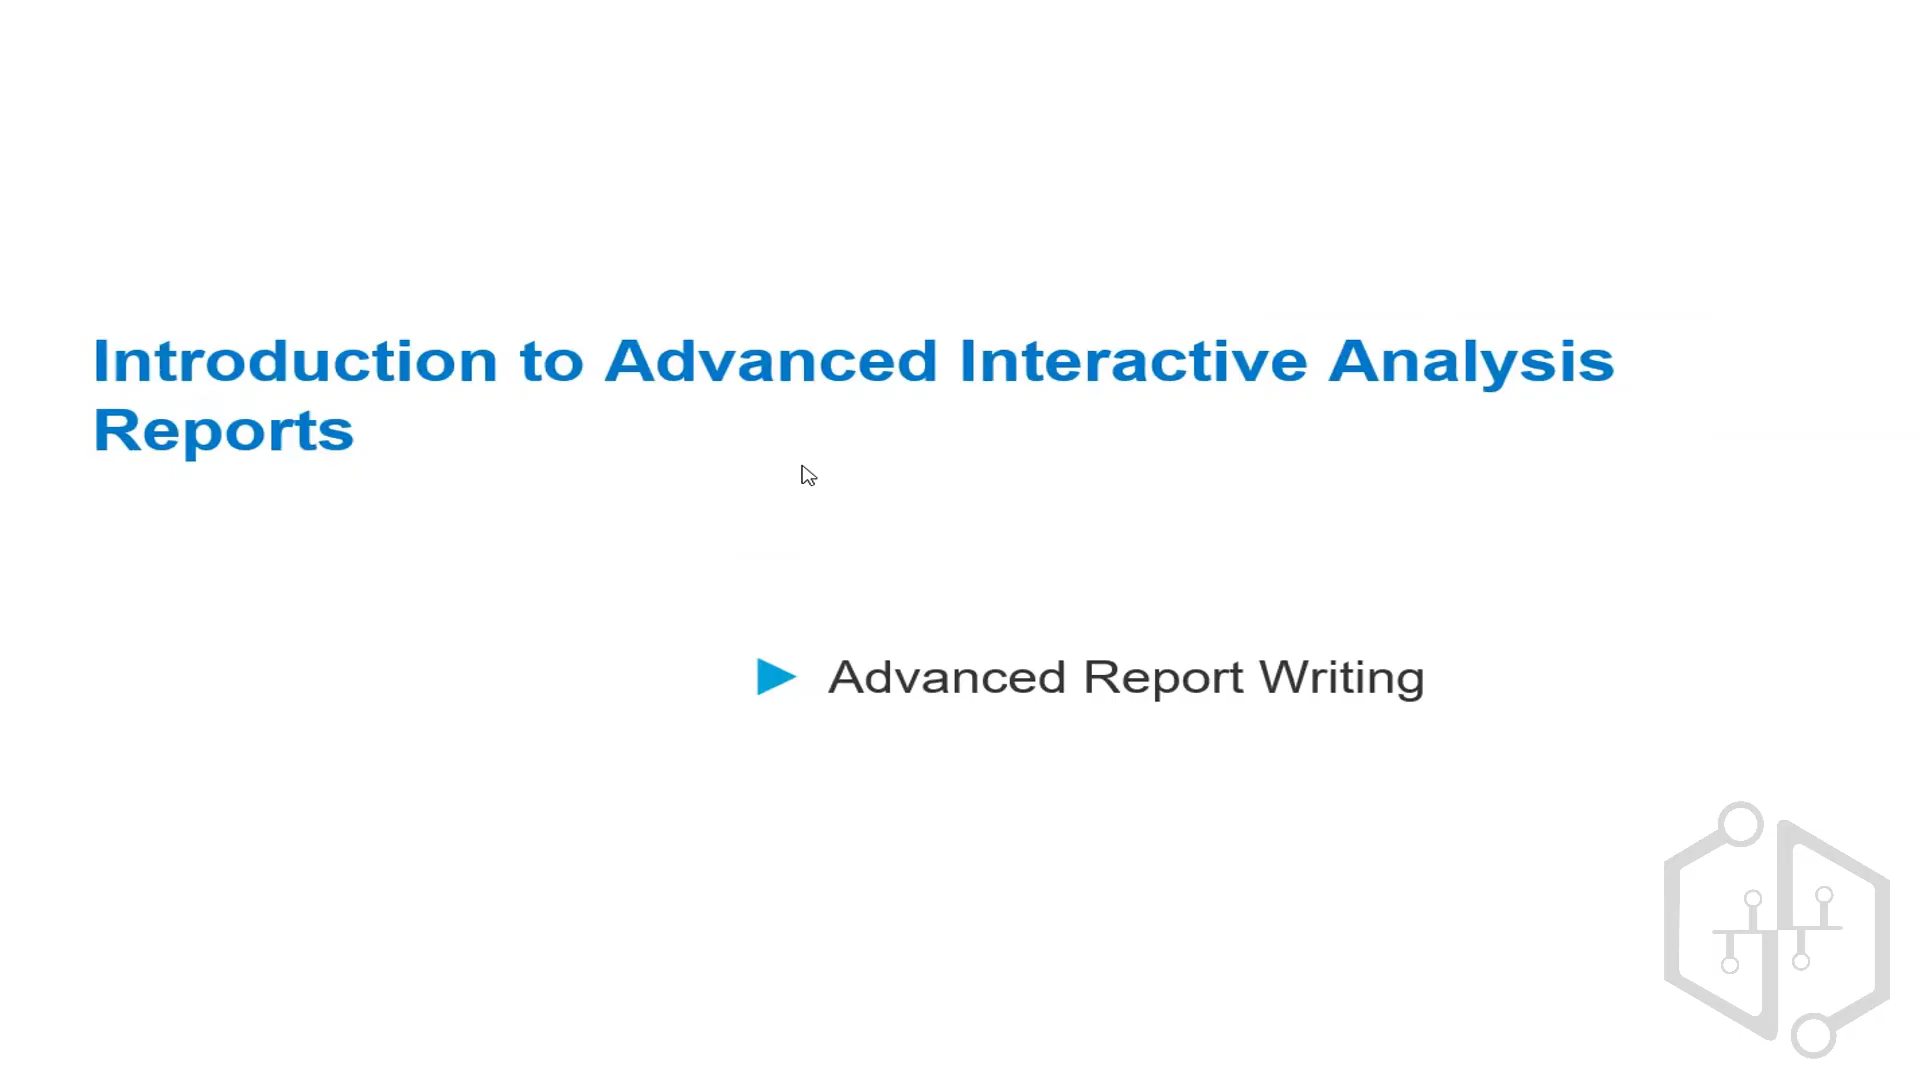 Introduction to Advanced Interactive Analysis
Reports
Advanced Report Writing